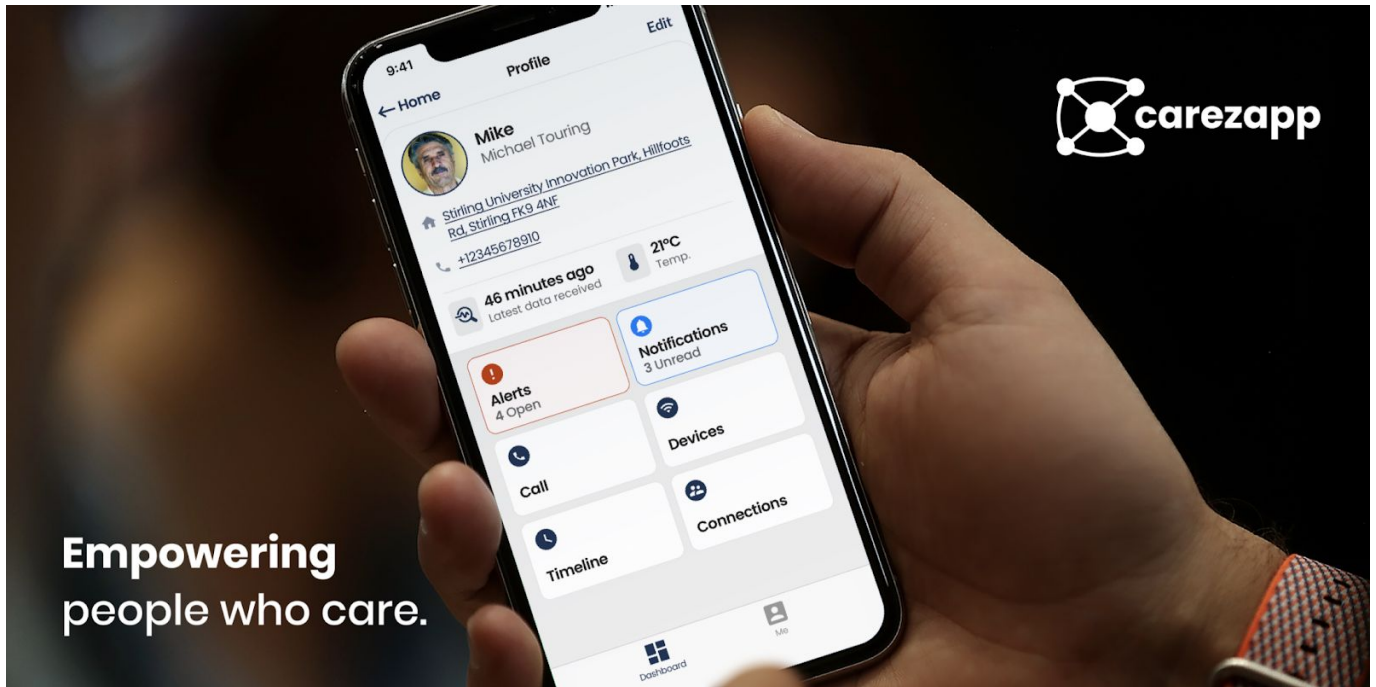 9:41
Edit
Profile
← Home
Mike
Michael Touring
Stirling University Innovation Park, Hillfoots
Rd, Stirling FK9 4NF
+12345678910
46 minutes ago
Latest data received
21°C
Temp.
Alerts
4 Open
Notifications
3 Unread
Call
Devices
Timeline
Connections
Dashboard
Me
carezapp
Empowering
people who care.